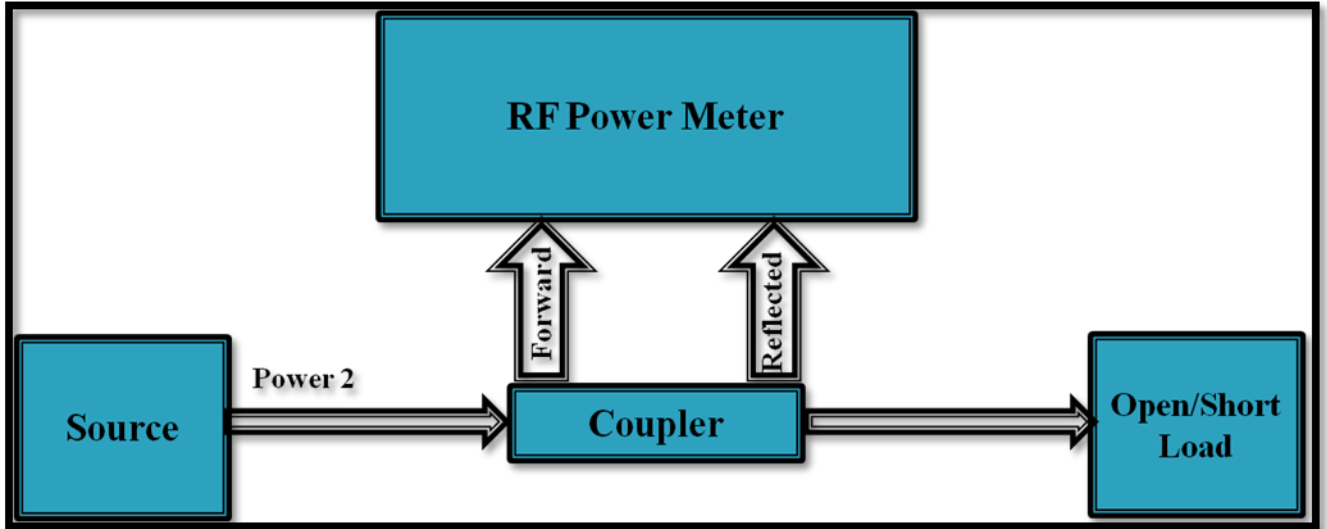 RF Power Meter
Forward
Reflected
Power 2
Source
Coupler
Open/Short
Load